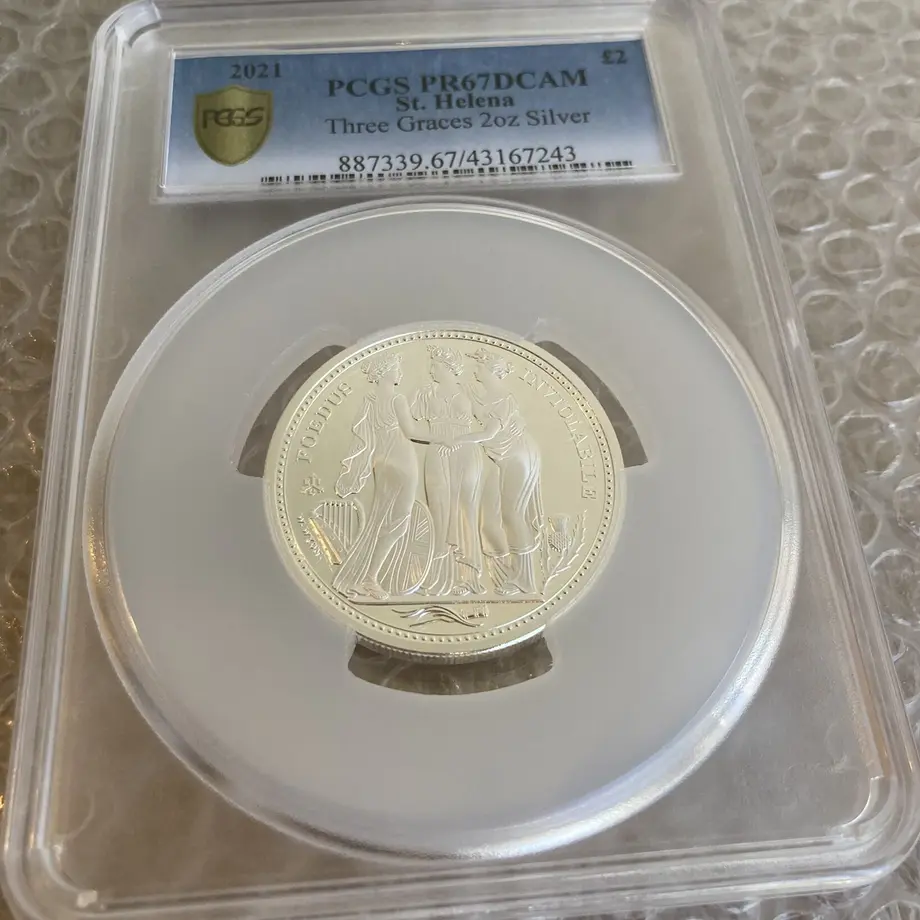 2021
£2
PCGS PR67DCAM
PCGS
St. Helena
Three Graces 2oz Silver
887339.67/43167243
FOEDUS
INVIOLABILE